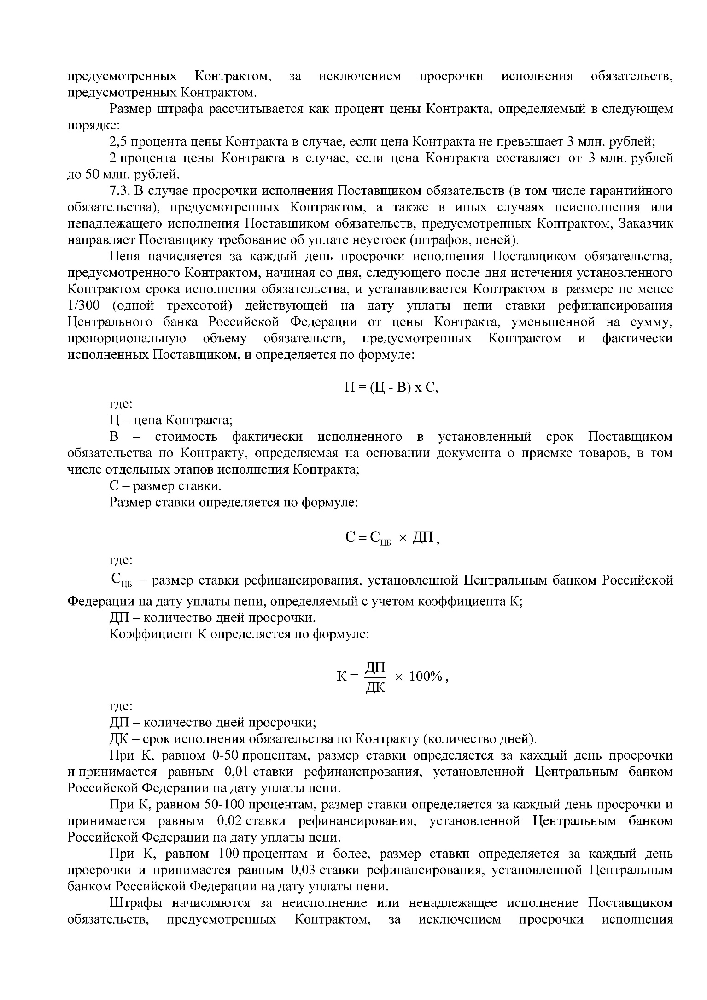 предусмотренных Контрактом, за исключением просрочки исполнения обязательств,
предусмотренных Контрактом.
Размер штрафа рассчитывается как процент цены Контракта, определяемый в следующем
порядке:
2,5 процента цены Контракта в случае, если цена Контракта не превышает 3 млн. рублей;
2 процента цены Контракта в случае, если цена Контракта составляет от 3 млн. рублей
до 50 млн. рублей.
7.3. В случае просрочки исполнения Поставщиком обязательств (в том числе гарантийного
обязательства), предусмотренных Контрактом, а также в иных случаях неисполнения или
ненадлежащего исполнения Поставщиком обязательств, предусмотренных Контрактом, Заказчик
направляет Поставщику требование об уплате неустоек (штрафов, пеней).
Пеня начисляется за каждый день просрочки исполнения Поставщиком обязательства,
предусмотренного Контрактом, начиная со дня, следующего после дня истечения установленного
Контрактом срока исполнения обязательства, и устанавливается Контрактом в размере не менее
1/300 (одной трехсотой) действующей на дату уплаты пени ставки рефинансирования
Центрального банка Российской Федерации от цены Контракта, уменьшенной на сумму,
пропорциональную объему обязательств, предусмотренных Контрактом и фактически
исполненных Поставщиком, и определяется по формуле:
П = (Ц - В) х С,
где:
Ц – цена Контракта;
В – стоимость фактически исполненного в установленный срок Поставщиком
обязательства по Контракту, определяемая на основании документа о приемке товаров, в том
числе отдельных этапов исполнения Контракта;
С – размер ставки.
Размер ставки определяется по формуле:
С = СЦБ × ДП,
где:
СЦБ – размер ставки рефинансирования, установленной Центральным банком Российской
Федерации на дату уплаты пени, определяемый с учетом коэффициента К;
ДП – количество дней просрочки.
Коэффициент К определяется по формуле:
К = ДП/ДК × 100%,
где:
ДП – количество дней просрочки;
ДК – срок исполнения обязательства по Контракту (количество дней).
При К, равном 0-50 процентам, размер ставки определяется за каждый день просрочки
и принимается равным 0,01 ставки рефинансирования, установленной Центральным банком
Российской Федерации на дату уплаты пени.
При К, равном 50-100 процентам, размер ставки определяется за каждый день просрочки и
принимается равным 0,02 ставки рефинансирования, установленной Центральным банком
Российской Федерации на дату уплаты пени.
При К, равном 100 процентам и более, размер ставки определяется за каждый день
просрочки и принимается равным 0,03 ставки рефинансирования, установленной Центральным
банком Российской Федерации на дату уплаты пени.
Штрафы начисляются за неисполнение или ненадлежащее исполнение Поставщиком
обязательств, предусмотренных Контрактом, за исключением просрочки исполнения